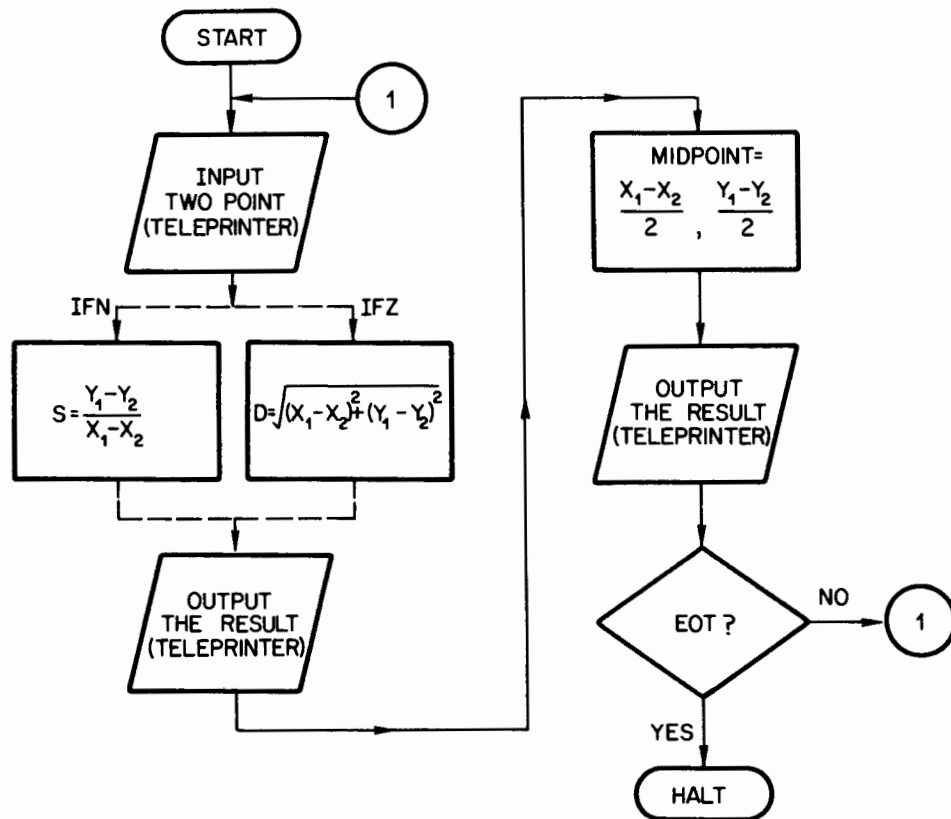 START
1
INPUT
TWO POINT
(TELEPRINTER)
IFN
IFZ
S = Y₁-Y₂ / X₁-X₂
D=√(X₁-X₂)²+(Y₁-Y₂)²
OUTPUT
THE RESULT
(TELEPRINTER)
MIDPOINT=
X₁-X₂ / 2 , Y₁-Y₂ / 2
OUTPUT
THE RESULT
(TELEPRINTER)
EOT ?
NO
1
YES
HALT